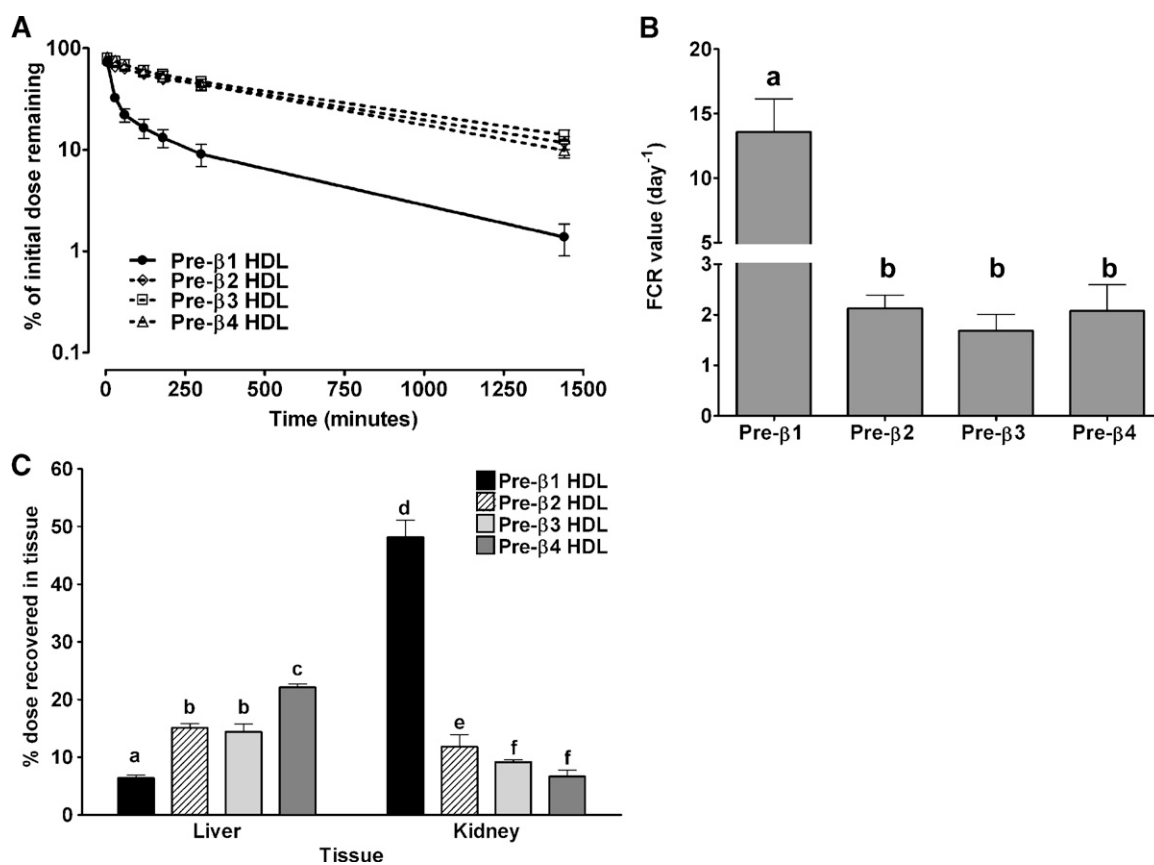 A
% of initial dose remaining
100
10
1
0.1
Pre-β1 HDL
Pre-β2 HDL
Pre-β3 HDL
Pre-β4 HDL
0 250 500 750 1000 1250 1500
Time (minutes)
B
FCR value (day⁻¹)
20
15
10
5
3
2
1
0
a
b
b
b
Pre-β1 Pre-β2 Pre-β3 Pre-β4
C
% dose recovered in tissue
60
50
40
30
20
10
0
Pre-β1 HDL
Pre-β2 HDL
Pre-β3 HDL
Pre-β4 HDL
a
b
b
c
d
e
f
f
Liver Kidney
Tissue